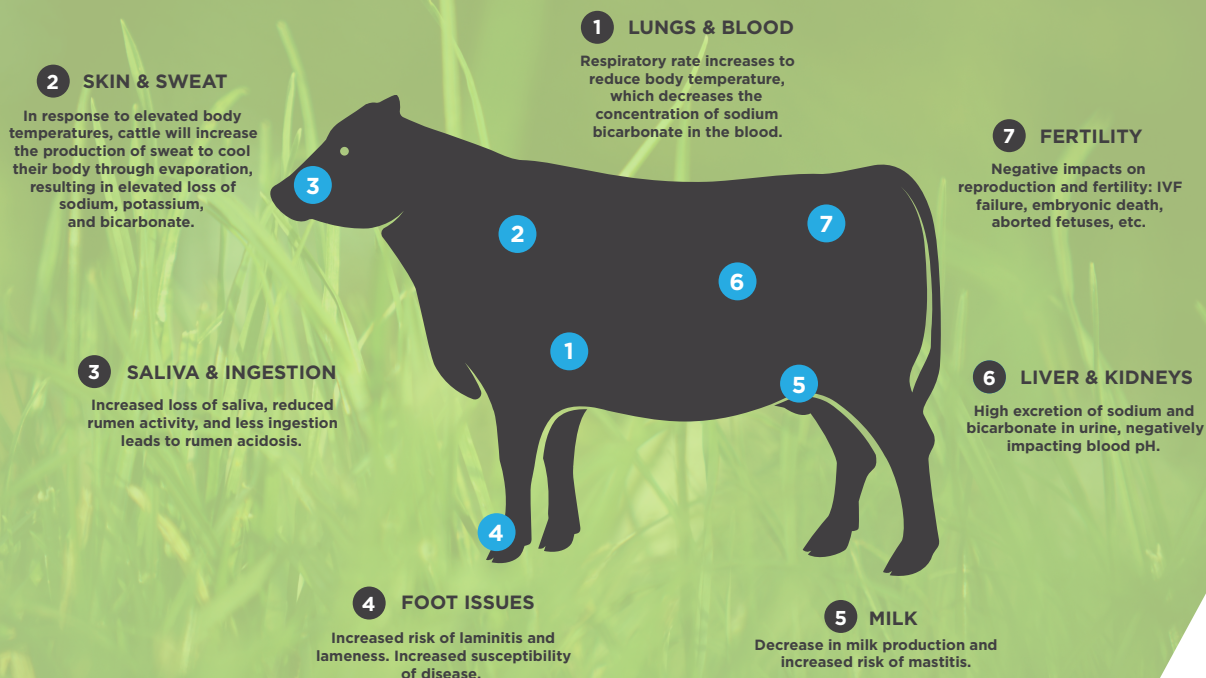 1 LUNGS & BLOOD
Respiratory rate increases to
reduce body temperature,
which decreases the
concentration of sodium
bicarbonate in the blood.
2 SKIN & SWEAT
In response to elevated body
temperatures, cattle will increase
the production of sweat to cool
their body through evaporation,
resulting in elevated loss of
sodium, potassium,
and bicarbonate.
7 FERTILITY
Negative impacts on
reproduction and fertility: IVF
failure, embryonic death,
aborted fetuses, etc.
3
2
7
6
1
5
4
3 SALIVA & INGESTION
Increased loss of saliva, reduced
rumen activity, and less ingestion
leads to rumen acidosis.
6 LIVER & KIDNEYS
High excretion of sodium and
bicarbonate in urine, negatively
impacting blood pH.
4 FOOT ISSUES
Increased risk of laminitis and
lameness. Increased susceptibility
of disease.
5 MILK
Decrease in milk production and
increased risk of mastitis.